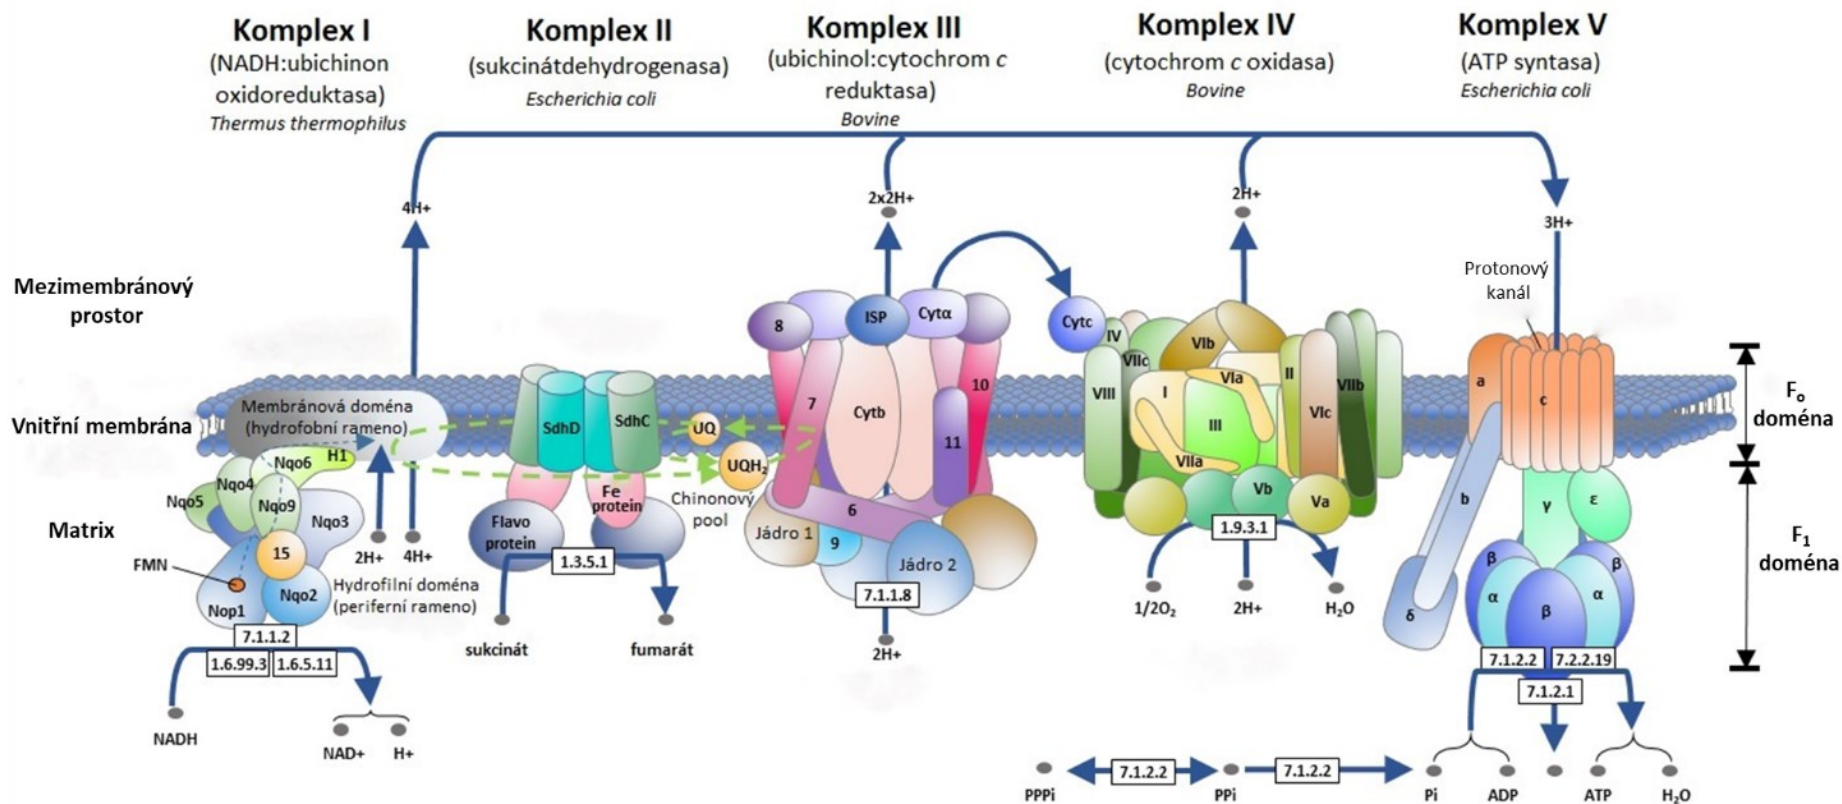 Komplex I
(NADH:ubichinon
oxidoreduktasa)
Thermus thermophilus
Komplex II
(sukcinátdehydrogenasa)
Escherichia coli
Komplex III
(ubichinol:cytochrom c
reduktasa)
Bovine
Komplex IV
(cytochrom c oxidasa)
Bovine
Komplex V
(ATP syntasa)
Escherichia coli
4H+
2x2H+
2H+
3H+
Mezimembránový
prostor
Vnitřní membrána
Matrix
Membránová doména
(hydrofobní rameno)
H1
Nqo6
Nqo4
Nqo5
Nqo9
Nqo3
15
FMN
Nop1
Nqo2
2H+
4H+
Hydrofilní doména
(periferní rameno)
7.1.1.2
1.6.99.3
1.6.5.11
NADH
NAD+
H+
SdhD
SdhC
Fe
protein
Flavo
protein
1.3.5.1
sukcinát
fumarát
UQ
UQH₂
Chinonový
pool
8
ISP
Cytα
10
7
Cytb
11
6
Jádro 1
9
Jádro 2
7.1.1.8
2H+
Cytc
IV
VIIc
VIb
VIII
I
VIa
II
VIIb
III
VIc
VIIa
Vb
Va
1.9.3.1
1/2O₂
2H+
H₂O
Protonový
kanál
a
c
b
γ
ε
δ
β
β
α
α
β
Fₒ
doména
F₁
doména
7.1.2.2
7.2.2.19
7.1.2.1
PPPi
7.1.2.2
PPi
7.1.2.2
Pi
ADP
ATP
H₂O